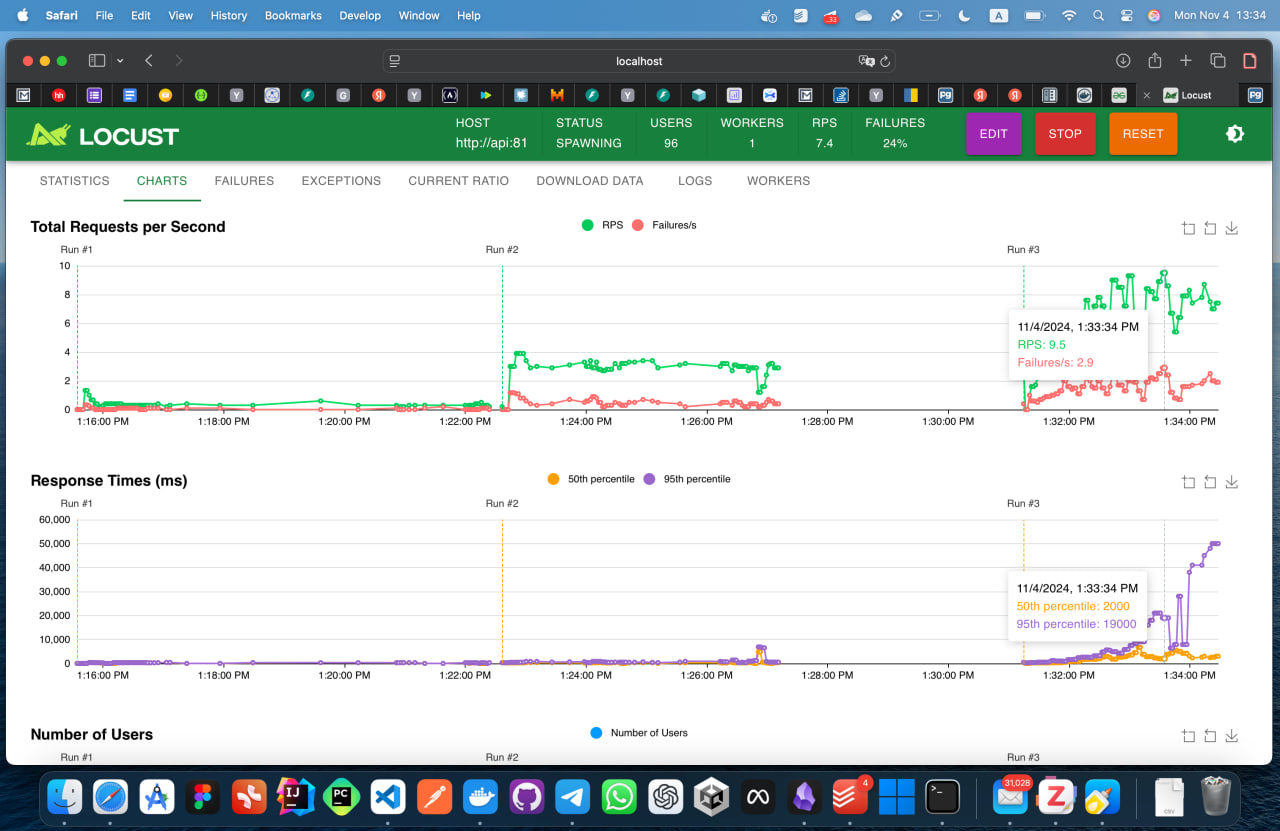 Safari File Edit View History Bookmarks Develop Window Help
.33
A
Mon Nov 4 13:34
localhost
hh
Y
G
Я
Y
A
Y
Y
Pg
Я
Я
Locust
Pg
LOCUST
HOST
http://api:81
STATUS
SPAWNING
USERS
96
WORKERS
1
RPS
7.4
FAILURES
24%
EDIT
STOP
RESET
STATISTICS CHARTS FAILURES EXCEPTIONS CURRENT RATIO DOWNLOAD DATA LOGS WORKERS
Total Requests per Second
RPS Failures/s
Run #1 Run #2 Run #3
10
8
6
4
2
0
11/4/2024, 1:33:34 PM
RPS: 9.5
Failures/s: 2.9
1:16:00 PM 1:18:00 PM 1:20:00 PM 1:22:00 PM 1:24:00 PM 1:26:00 PM 1:28:00 PM 1:30:00 PM 1:32:00 PM 1:34:00 PM
Response Times (ms)
50th percentile 95th percentile
Run #1 Run #2 Run #3
60,000
50,000
40,000
30,000
20,000
10,000
0
11/4/2024, 1:33:34 PM
50th percentile: 2000
95th percentile: 19000
1:16:00 PM 1:18:00 PM 1:20:00 PM 1:22:00 PM 1:24:00 PM 1:26:00 PM 1:28:00 PM 1:30:00 PM 1:32:00 PM 1:34:00 PM
Number of Users
Number of Users
Run #1 Run #2 Run #3
IJ
PC
4
>_
31,028
Z
CSV